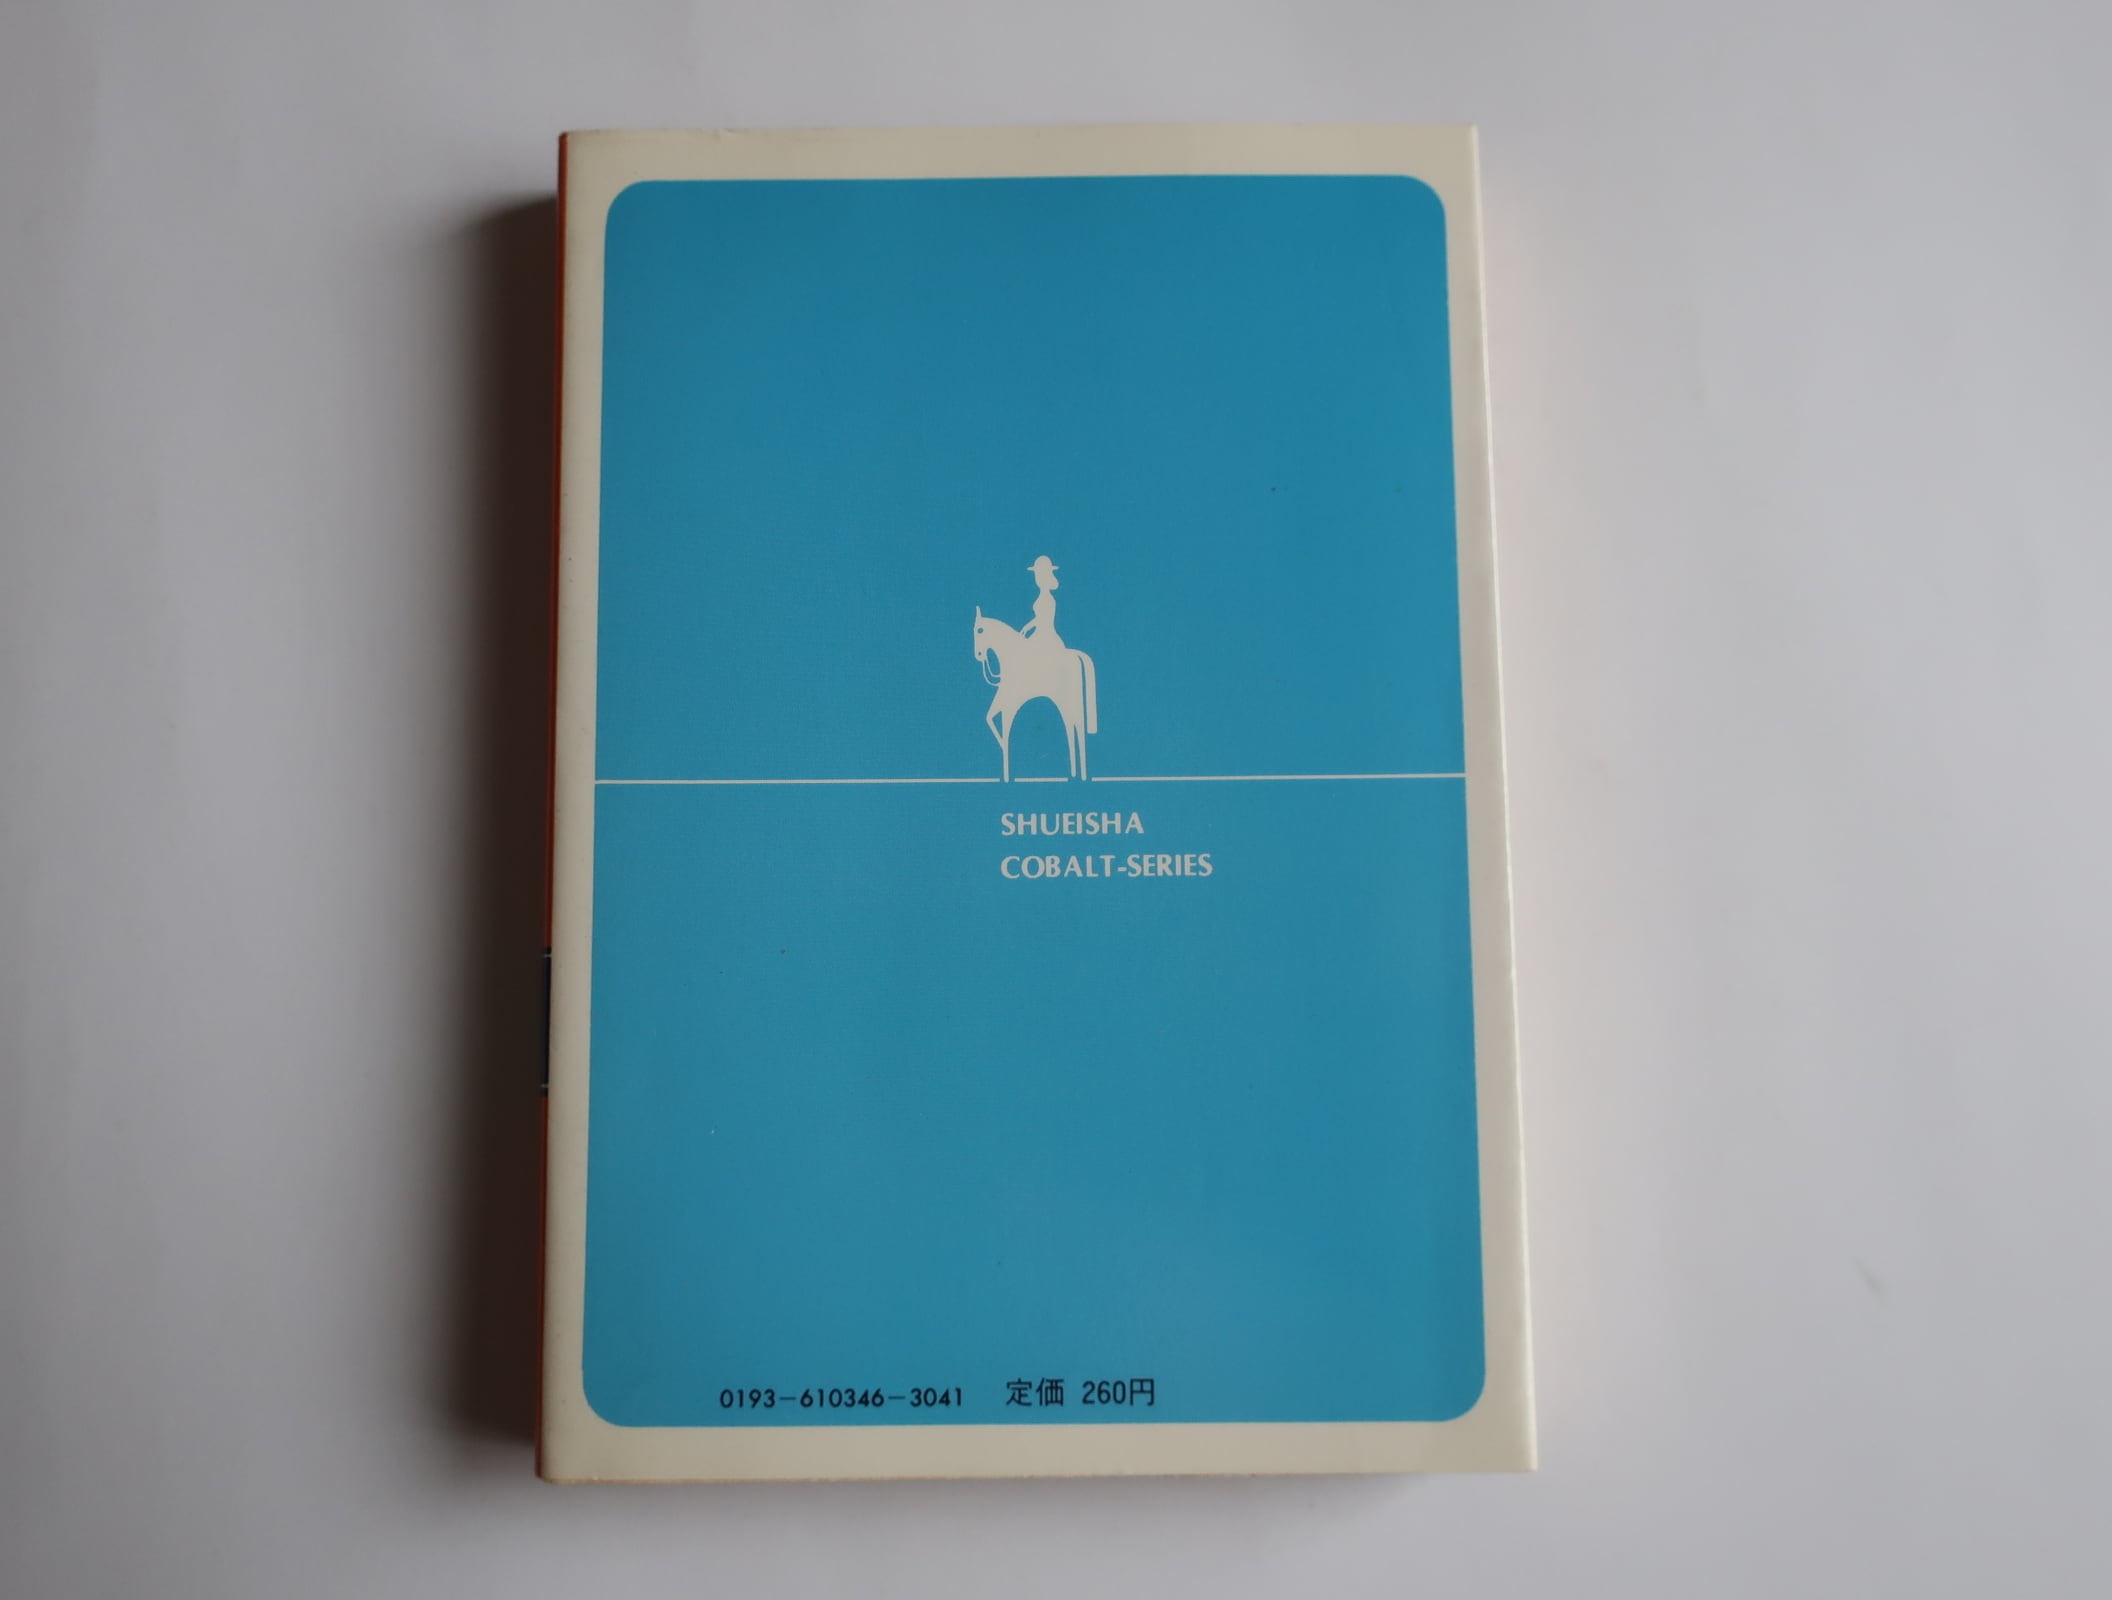 SHUEISHA
COBALT-SERIES
0193-610346-3041 定価 260円